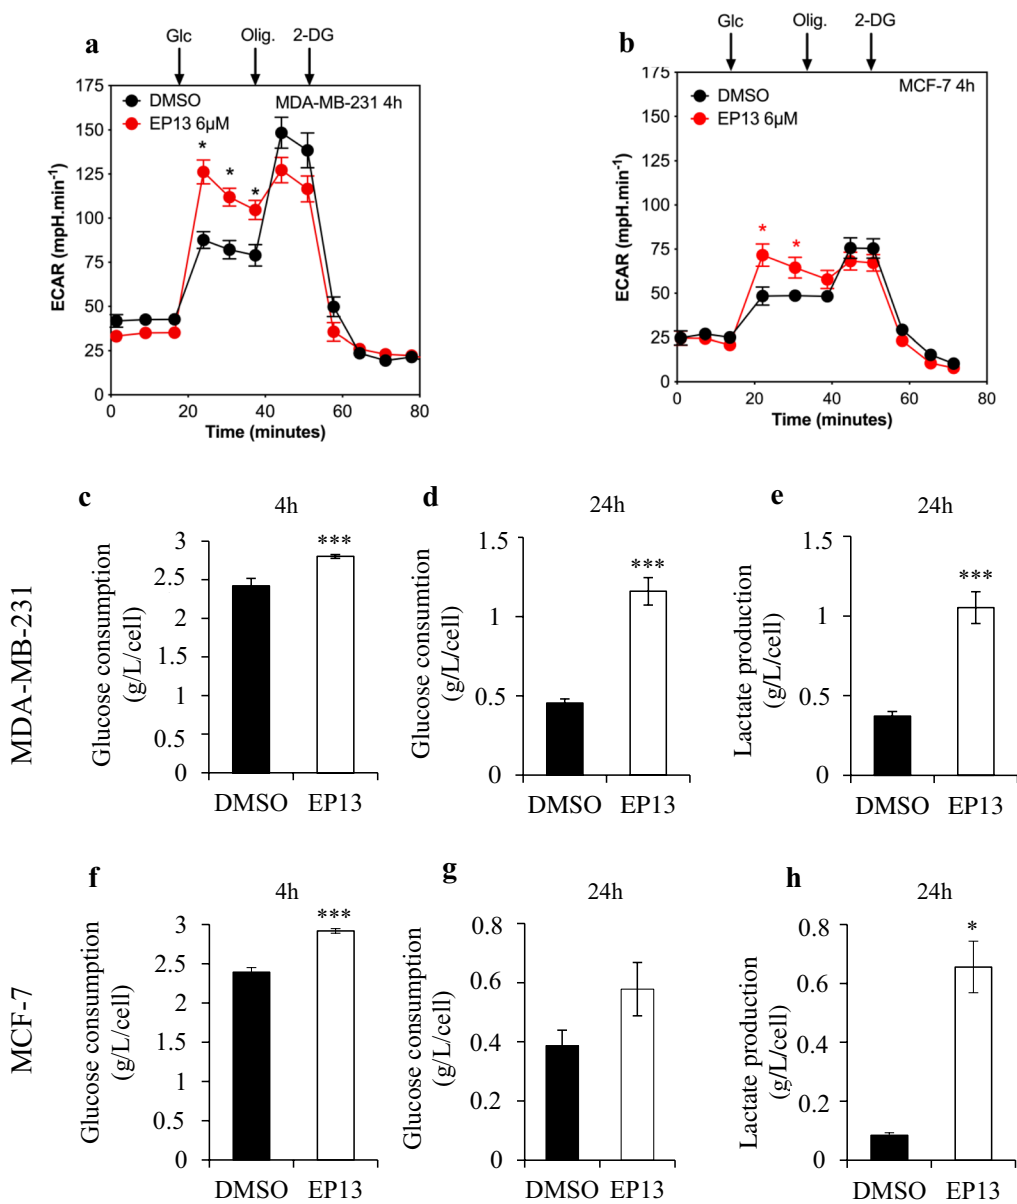 a
Glc
Olig.
2-DG
175
150
125
100
75
50
25
0
ECAR (mpH.min⁻¹)
DMSO
EP13 6µM
MDA-MB-231 4h
*
*
*
0
20
40
60
80
Time (minutes)
b
Glc
Olig.
2-DG
175
150
125
100
75
50
25
0
ECAR (mpH.min⁻¹)
DMSO
EP13 6µM
MCF-7 4h
*
*
0
20
40
60
80
Time (minutes)
MDA-MB-231
c
4h
Glucose consumption
(g/L/cell)
3
2.5
2
1.5
1
0.5
0
***
DMSO EP13
d
24h
Glucose consumtion
(g/L/cell)
1.5
1
0.5
0
***
DMSO EP13
e
24h
Lactate production
(g/L/cell)
1.5
1
0.5
0
***
DMSO EP13
MCF-7
f
4h
Glucose consumption
(g/L/cell)
3
2.5
2
1.5
1
0.5
0
***
DMSO EP13
g
24h
Glucose consumption
(g/L/cell)
0.8
0.6
0.4
0.2
0
DMSO EP13
h
24h
Lactate production
(g/L/cell)
0.8
0.6
0.4
0.2
0
*
DMSO EP13